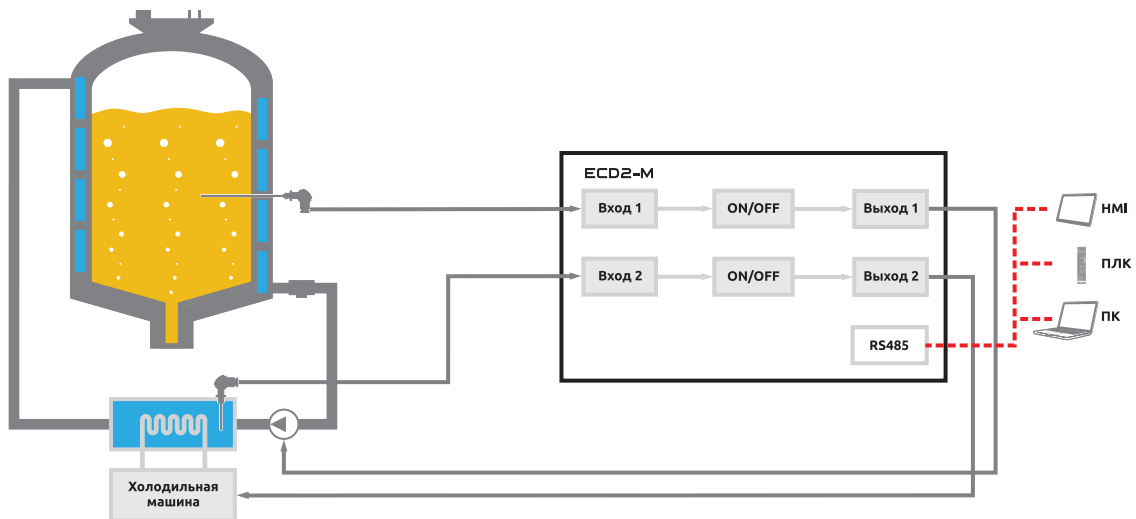 ECD2-M
Вход 1
ON/OFF
Выход 1
HMI
Вход 2
ON/OFF
Выход 2
ПЛК
ПК
RS485
Холодильная
машина